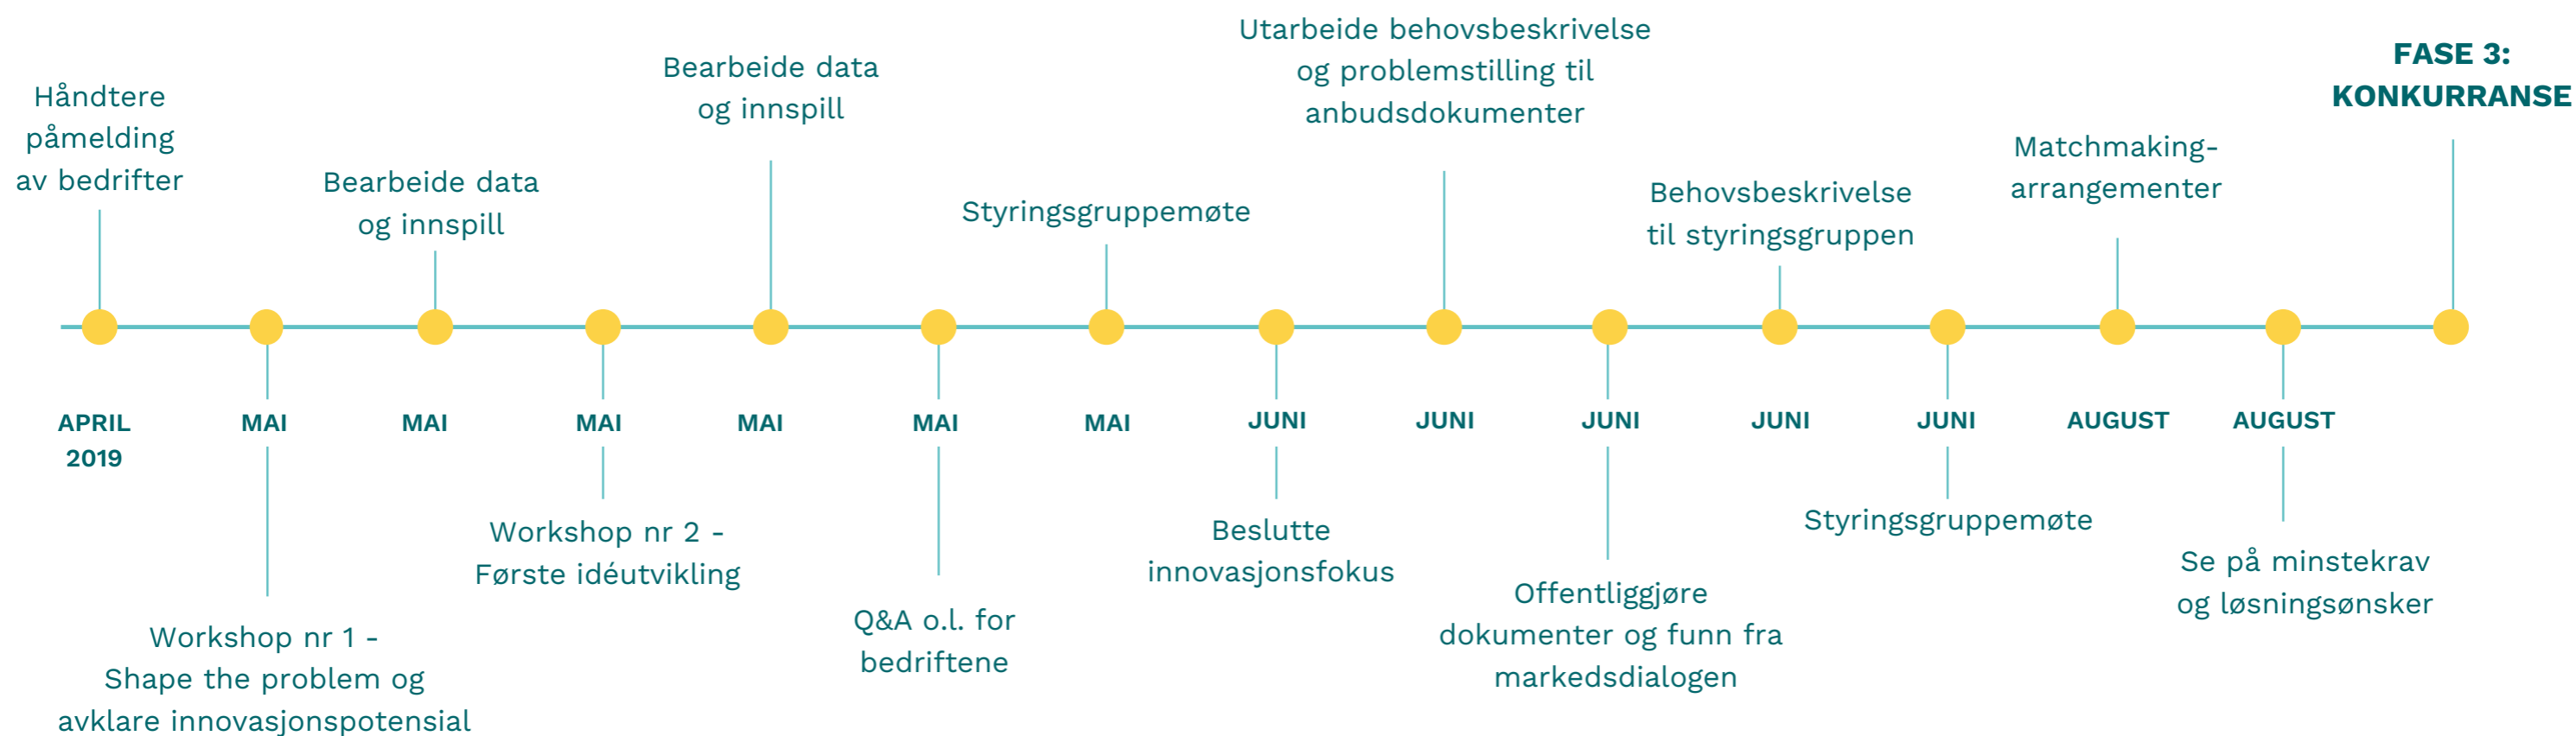 Håndtere
påmelding
av bedrifter
Bearbeide data
og innspill
Bearbeide data
og innspill
Styringsgruppemøte
Utarbeide behovsbeskrivelse
og problemstilling til
anbudsdokumenter
Behovsbeskrivelse
til styringsgruppen
Matchmaking-
arrangementer
FASE 3:
KONKURRANSE
APRIL
2019
MAI
MAI
MAI
MAI
MAI
MAI
JUNI
JUNI
JUNI
JUNI
JUNI
AUGUST
AUGUST
Workshop nr 1 -
Shape the problem og
avklare innovasjonspotensial
Workshop nr 2 -
Første idéutvikling
Q&A o.l. for
bedriftene
Beslutte
innovasjonsfokus
Offentliggjøre
dokumenter og funn fra
markedsdialogen
Styringsgruppemøte
Se på minstekrav
og løsningsønsker